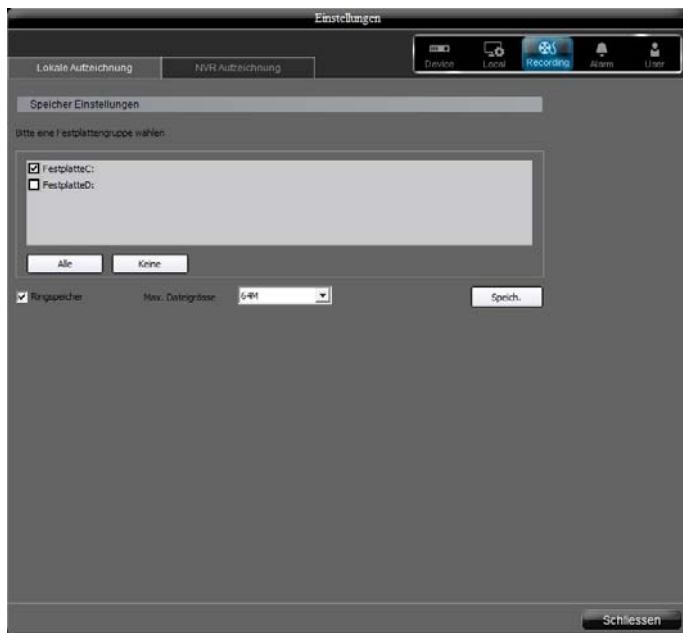 Einstellungen
Device Local Recording Alarm User
Lokale Aufzeichnung NVR Aufzeichnung
Speicher Einstellungen
Bitte eine Festplattengruppe wählen
FestplatteC:
FestplatteD:
Alle Keine
Ringspeicher Max. Dateigrösse 64M Speich.
Schliessen